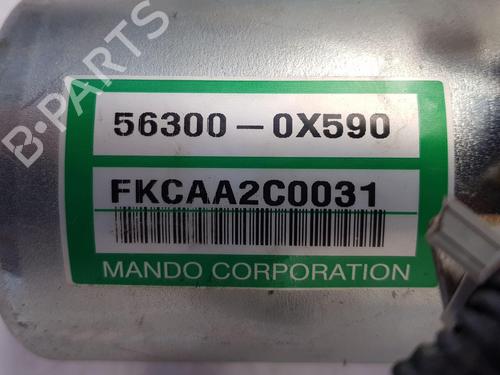 B-PARTS
56300-0X590
FKCAA2C0031
MANDO CORPORATION